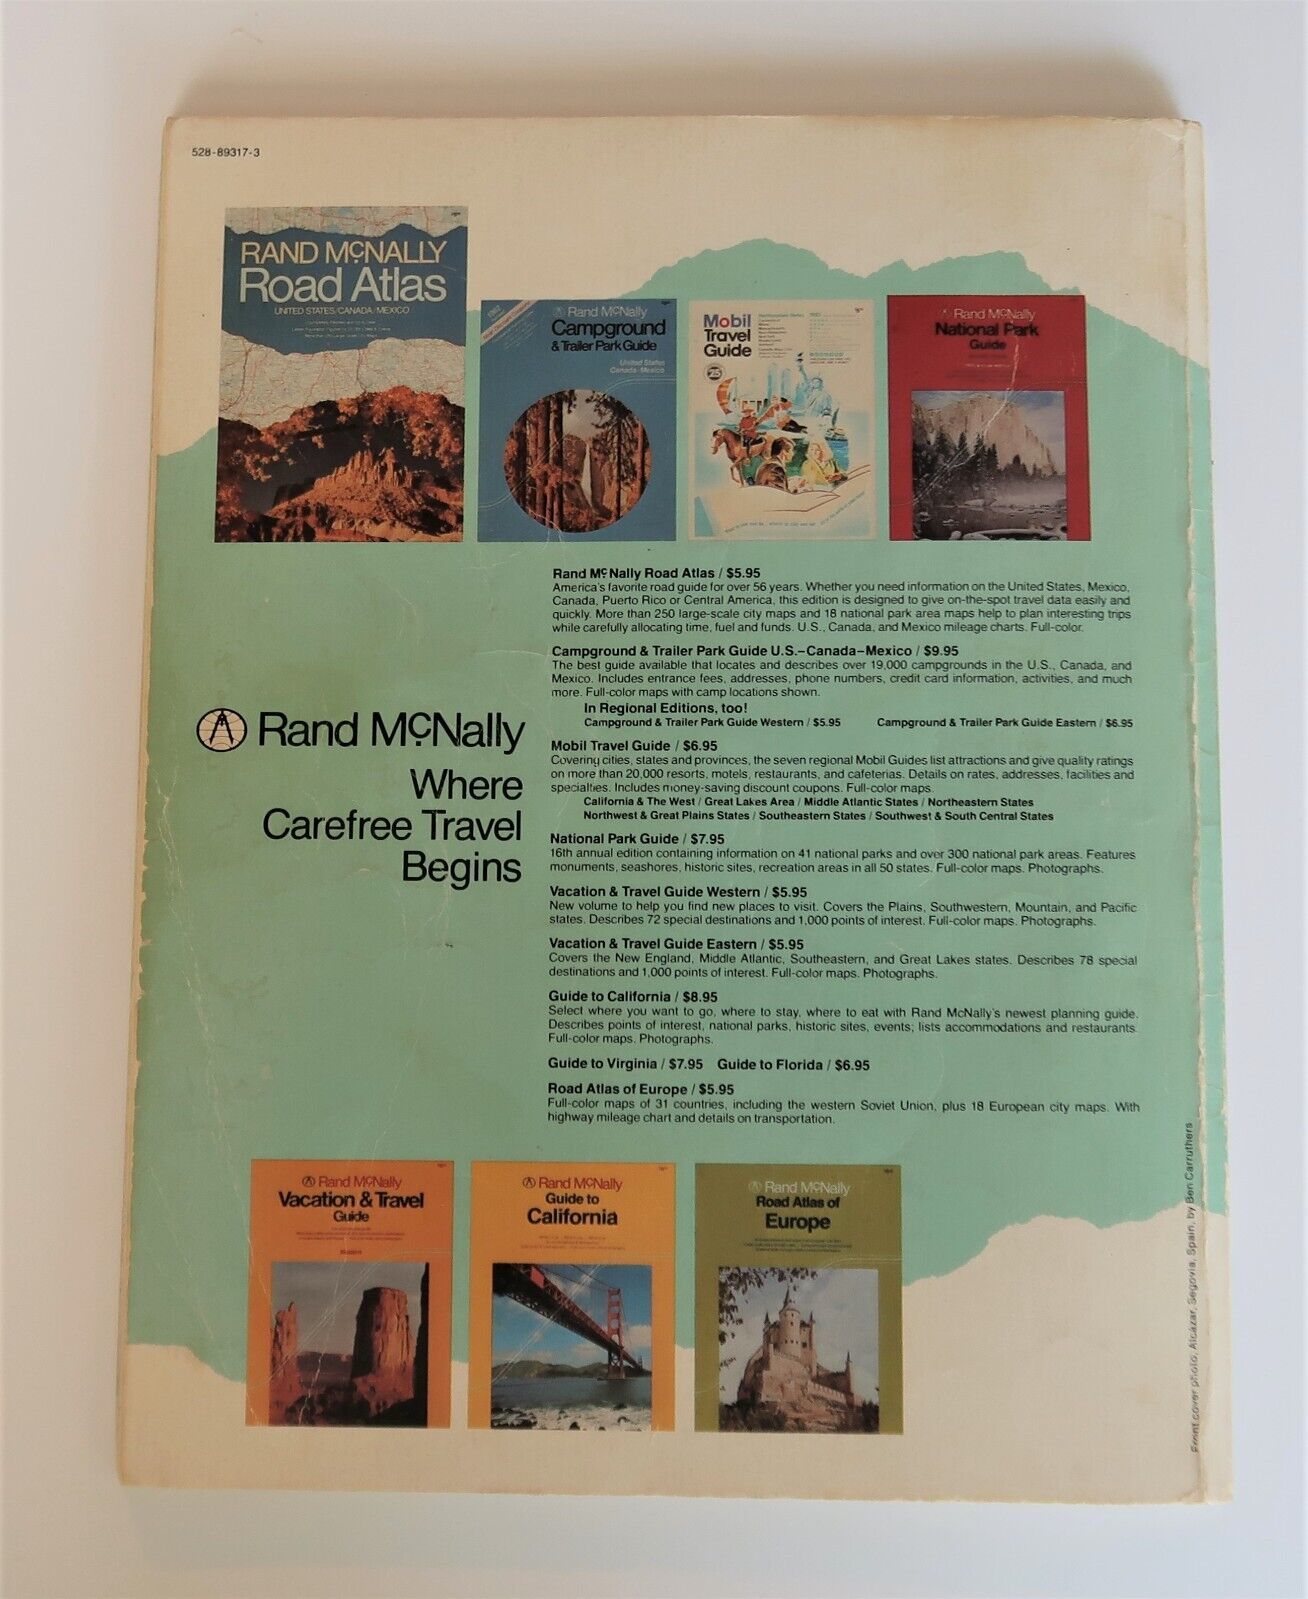 528-89317-3
RAND McNALLY
Road Atlas
UNITED STATES/CANADA/MEXICO
Rand McNally
Campground
& Trailer Park Guide
United States
Canada-Mexico
Mobil
Travel
Guide
Rand McNally
National Park
Guide
Rand McNally Road Atlas / $5.95
America's favorite road guide for over 56 years. Whether you need information on the United States, Mexico,
Canada, Puerto Rico or Central America, this edition is designed to give on-the-spot travel data easily and
quickly. More than 250 large-scale city maps and 18 national park area maps help to plan interesting trips
while carefully allocating time, fuel and funds. U.S., Canada, and Mexico mileage charts. Full-color.
Campground & Trailer Park Guide U.S.–Canada–Mexico / $9.95
The best guide available that locates and describes over 19,000 campgrounds in the U.S., Canada, and
Mexico. Includes entrance fees, addresses, phone numbers, credit card information, activities, and much
more. Full-color maps with camp locations shown.
In Regional Editions, too!
Campground & Trailer Park Guide Western / $5.95 Campground & Trailer Park Guide Eastern / $6.95
Mobil Travel Guide / $6.95
Covering cities, states and provinces, the seven regional Mobil Guides list attractions and give quality ratings
on more than 20,000 resorts, motels, restaurants, and cafeterias. Details on rates, addresses, facilities and
specialties. Includes money-saving discount coupons. Full-color maps.
California & The West / Great Lakes Area / Middle Atlantic States / Northeastern States
Northwest & Great Plains States / Southeastern States / Southwest & South Central States
National Park Guide / $7.95
16th annual edition containing information on 41 national parks and over 300 national park areas. Features
monuments, seashores, historic sites, recreation areas in all 50 states. Full-color maps. Photographs.
Vacation & Travel Guide Western / $5.95
New volume to help you find new places to visit. Covers the Plains, Southwestern, Mountain, and Pacific
states. Describes 72 special destinations and 1,000 points of interest. Full-color maps. Photographs.
Vacation & Travel Guide Eastern / $5.95
Covers the New England, Middle Atlantic, Southeastern, and Great Lakes states. Describes 78 special
destinations and 1,000 points of interest. Full-color maps. Photographs.
Guide to California / $8.95
Select where you want to go, where to stay, where to eat with Rand McNally's newest planning guide.
Describes points of interest, national parks, historic sites, events; lists accommodations and restaurants.
Full-color maps. Photographs.
Guide to Virginia / $7.95 Guide to Florida / $6.95
Road Atlas of Europe / $5.95
Full-color maps of 31 countries, including the western Soviet Union, plus 18 European city maps. With
highway mileage chart and details on transportation.
Rand McNally
Where
Carefree Travel
Begins
Rand McNally
Vacation & Travel
Guide
Western
Rand McNally
Guide to
California
Rand McNally
Road Atlas of
Europe
Front cover photo, Alcázar, Segovia, Spain, by Ben Carruthers